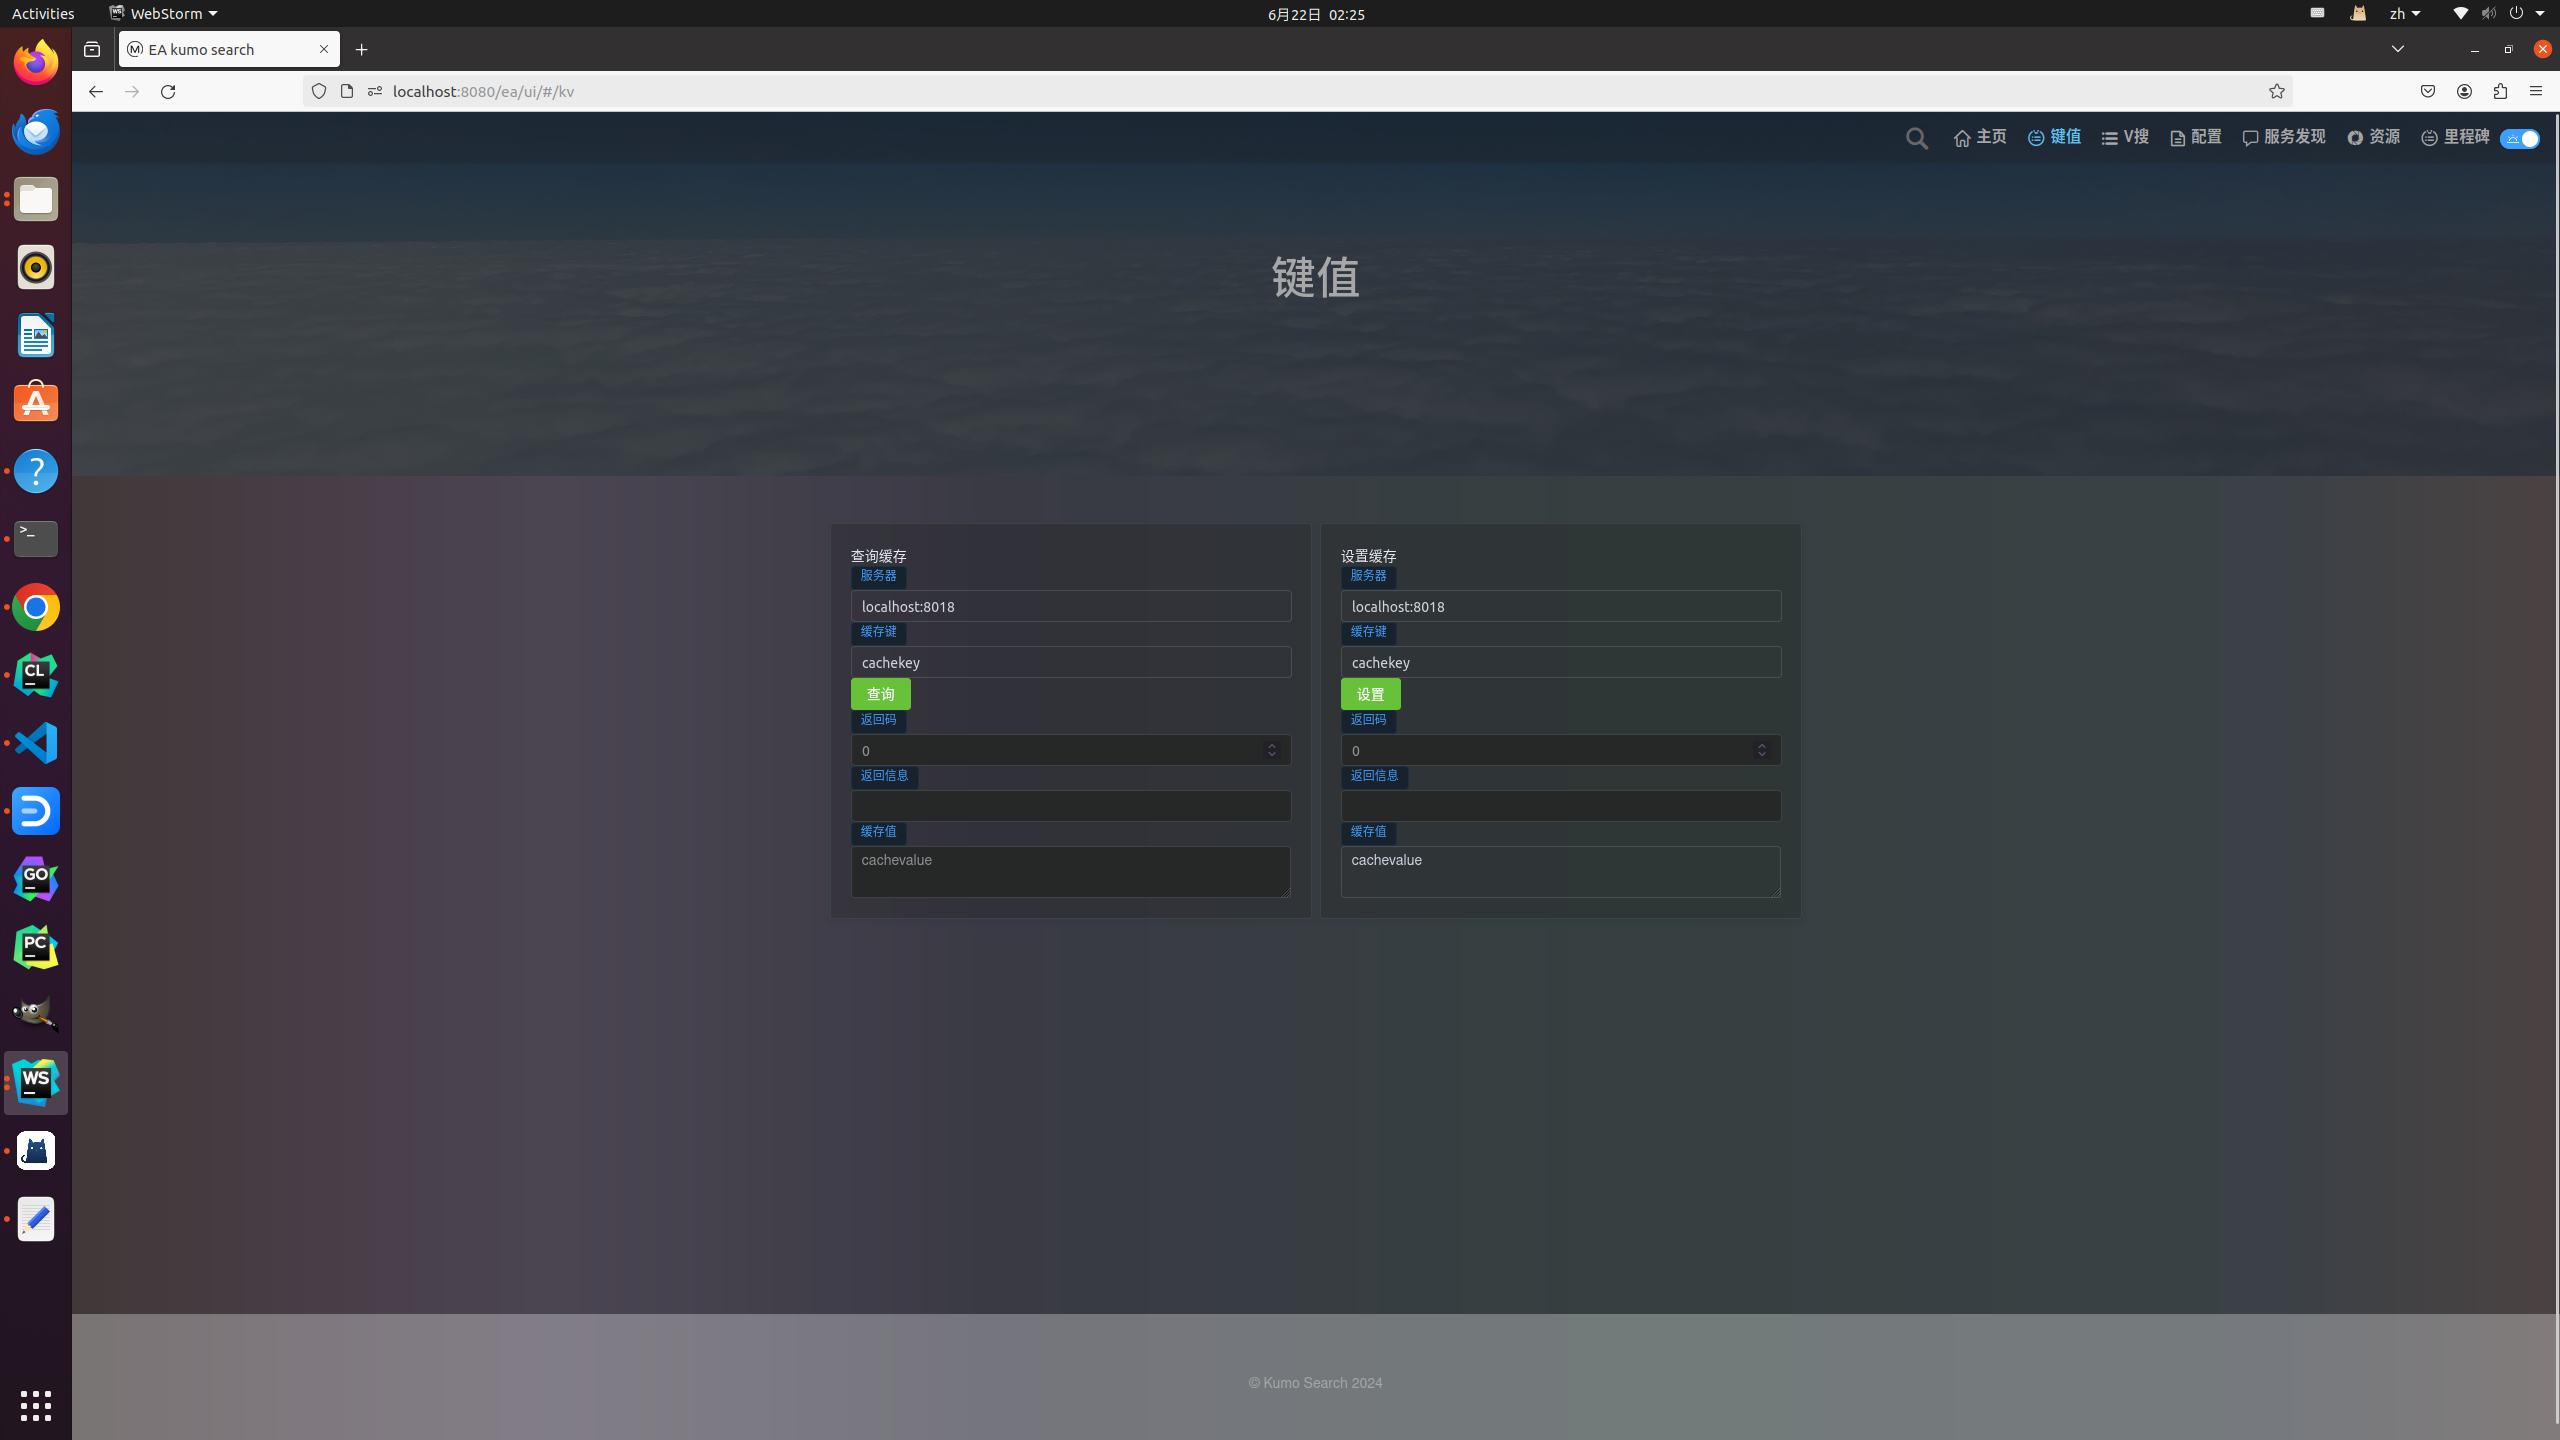 Activities
WebStorm
6月22日 02:25
zh
EA kumo search
localhost:8080/ea/ui/#/kv
主页
键值
V搜
配置
服务发现
资源
里程碑
键值
查询缓存
服务器
localhost:8018
缓存键
cachekey
查询
返回码
0
返回信息
缓存值
cachevalue
设置缓存
服务器
localhost:8018
缓存键
cachekey
设置
返回码
0
返回信息
缓存值
cachevalue
CL
GO
PC
WS
© Kumo Search 2024